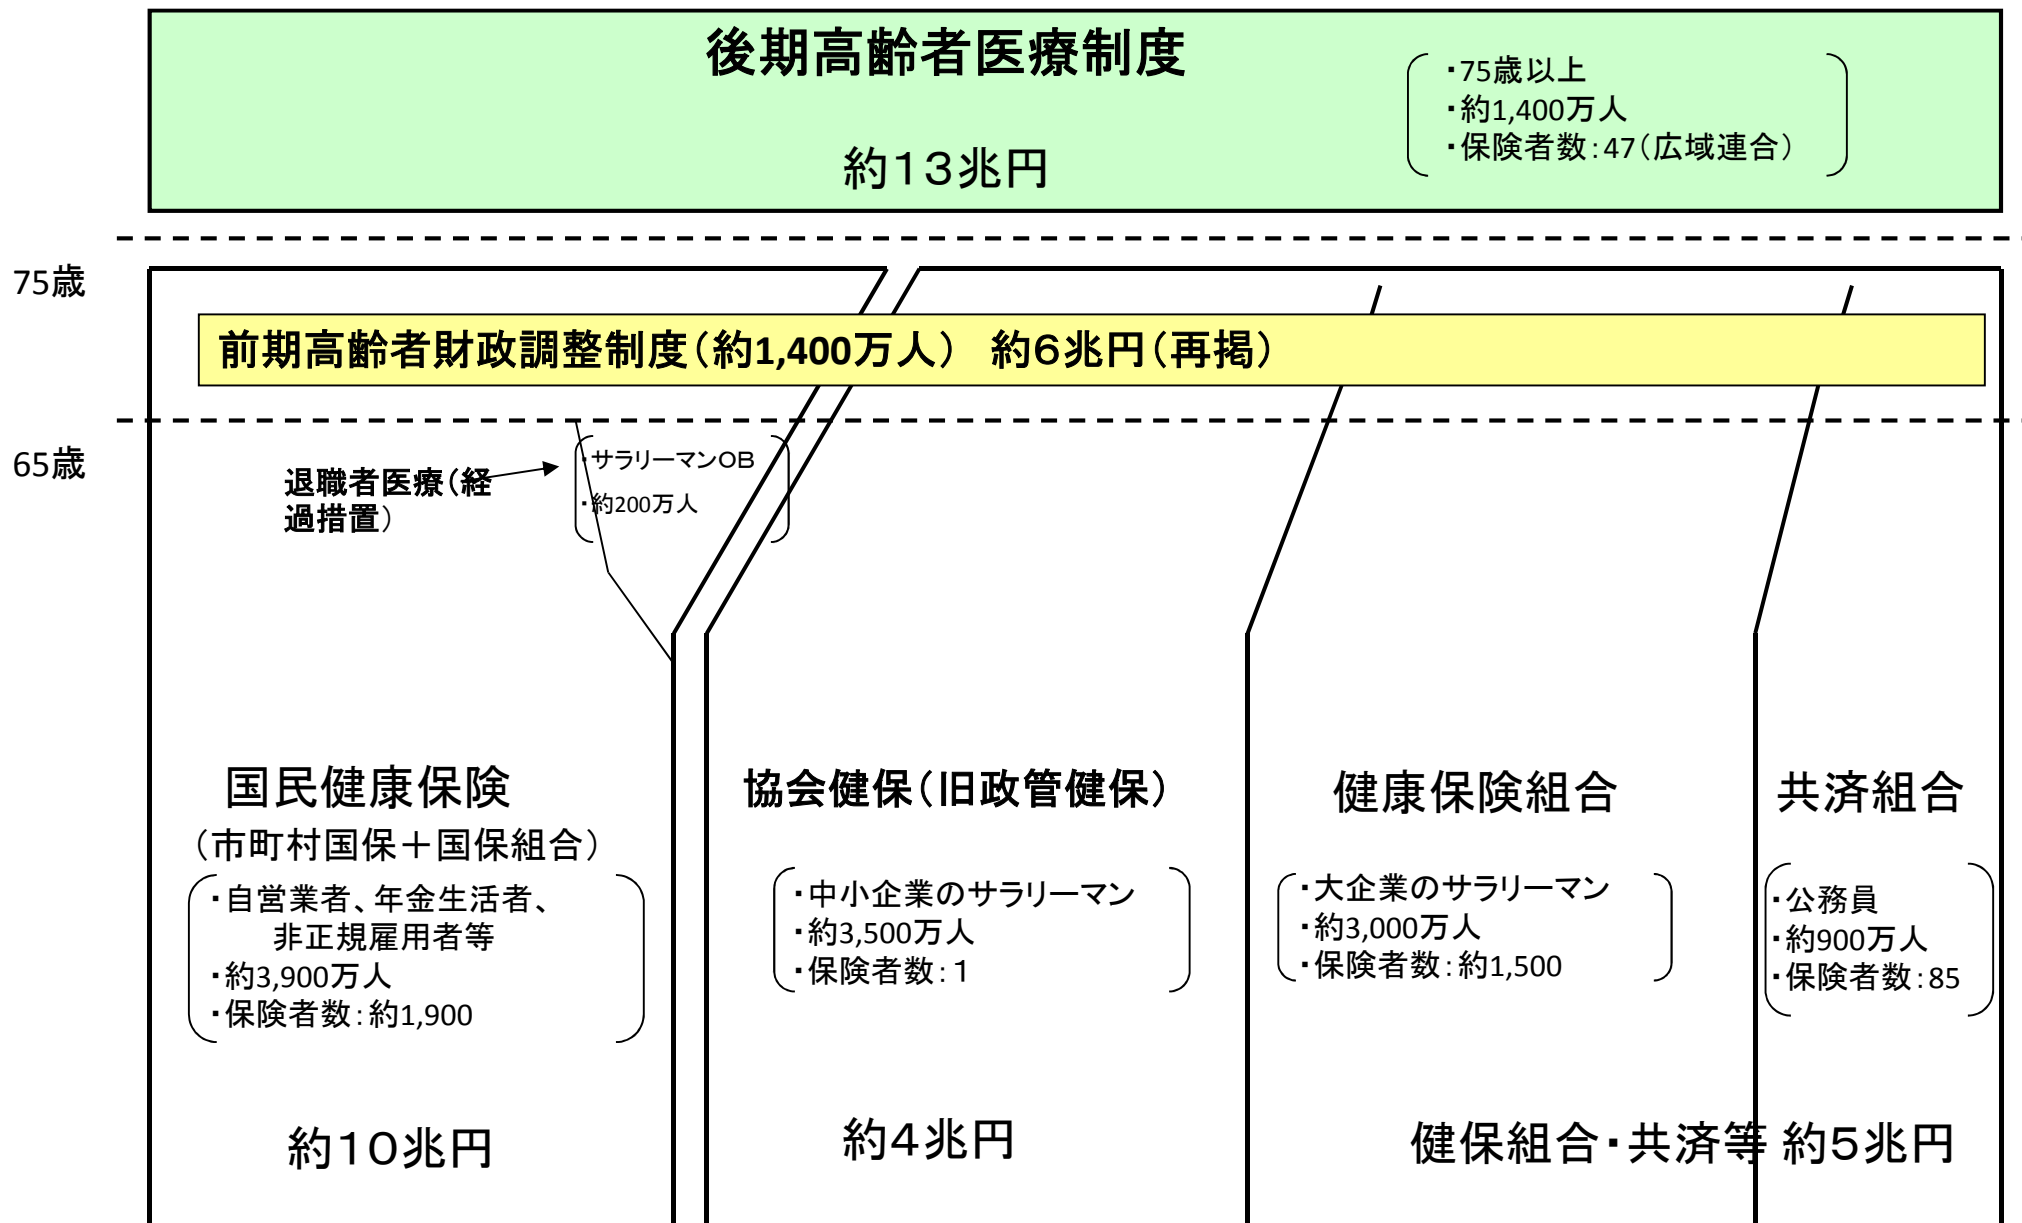 後期高齢者医療制度
・75歳以上
・約1,400万人
・保険者数：47（広域連合）
約１３兆円
75歳
前期高齢者財政調整制度（約1,400万人）　約６兆円（再掲）
65歳
退職者医療（経
過措置）
・サラリーマンＯＢ
・約200万人
国民健康保険
（市町村国保＋国保組合）
・自営業者、年金生活者、
非正規雇用者等
・約3,900万人
・保険者数：約1,900
約１０兆円
協会健保（旧政管健保）
・中小企業のサラリーマン
・約3,500万人
・保険者数：１
約４兆円
健康保険組合
・大企業のサラリーマン
・約3,000万人
・保険者数：約1,500
共済組合
・公務員
・約900万人
・保険者数：85
健保組合・共済等 約５兆円